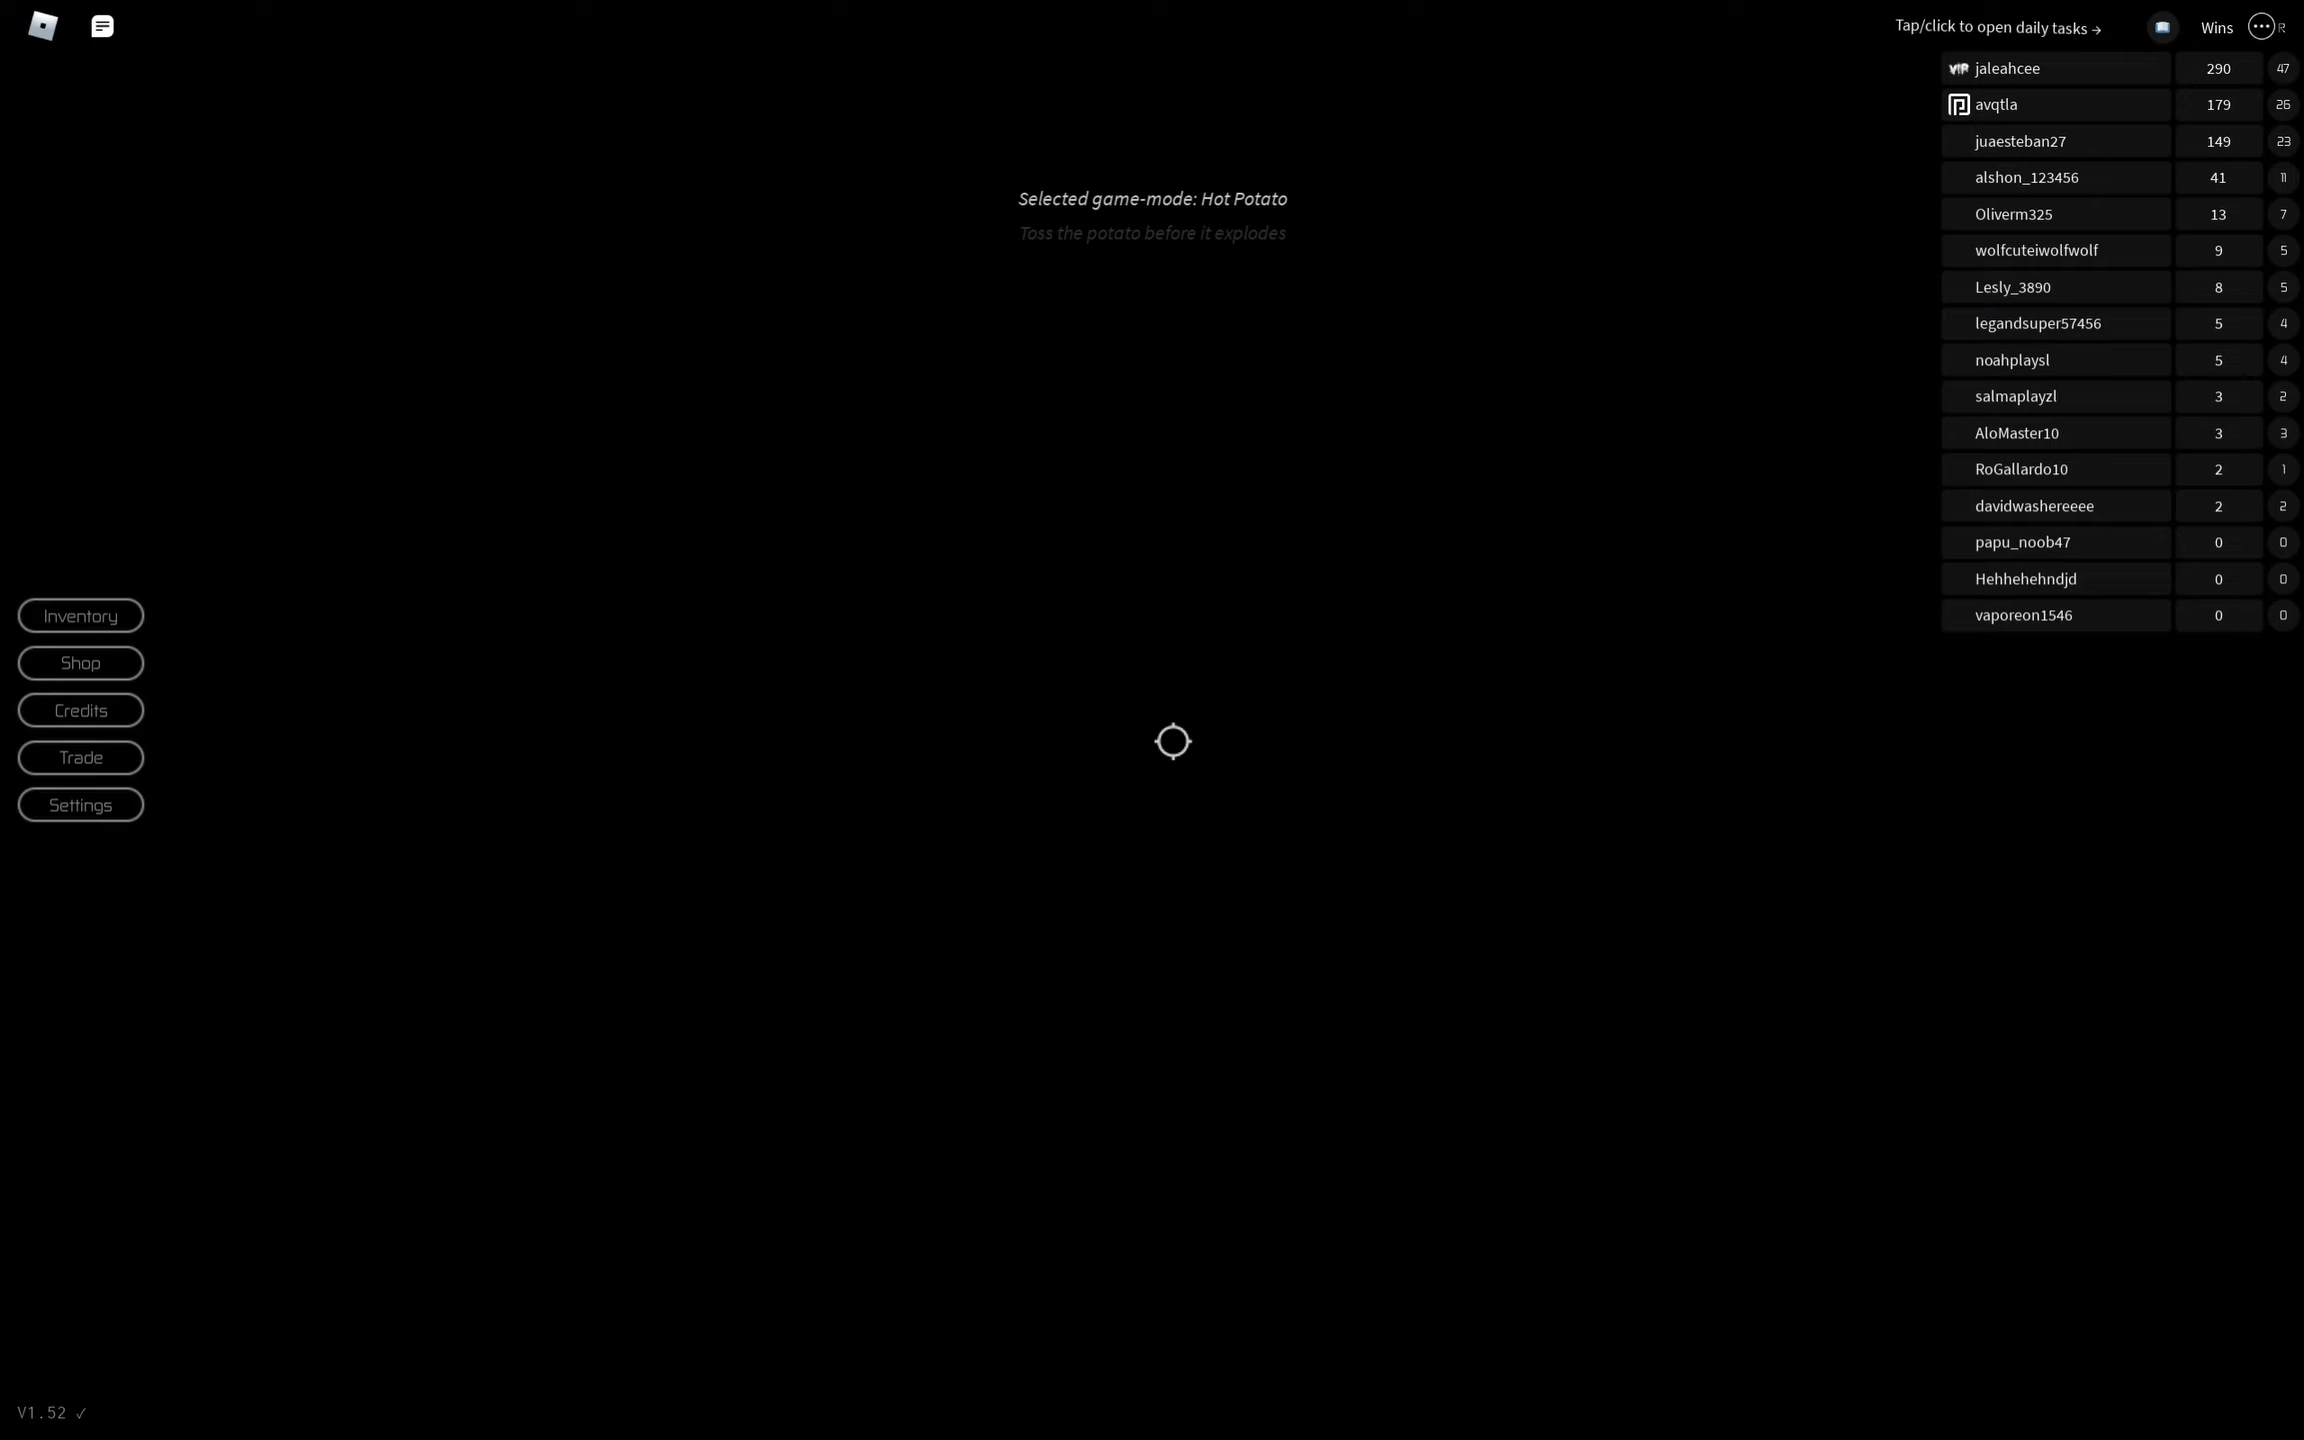 Tap/click to open daily tasks → Wins R
VIP jaleahcee 290 47
avqtla 179 26
juaesteban27 149 23
alshon_123456 41 11
Oliverm325 13 7
wolfcuteiwolfwolf 9 5
Lesly_3890 8 5
legandsuper57456 5 4
noahplaysl 5 4
salmaplayzl 3 2
AloMaster10 3 3
RoGallardo10 2 1
davidwashereeee 2 2
papu_noob47 0 0
Hehhehehndjd 0 0
vaporeon1546 0 0
Selected game-mode: Hot Potato
Toss the potato before it explodes
Inventory
Shop
Credits
Trade
Settings
V1.52 ✓